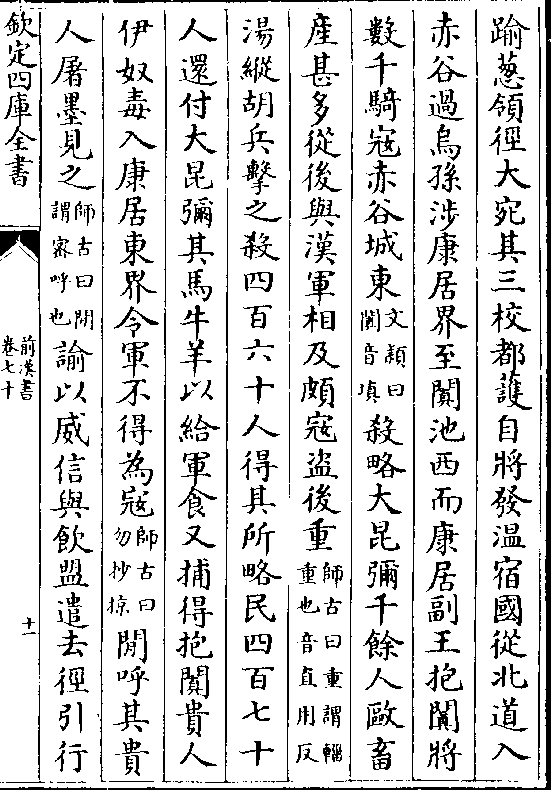 踰葱領徑大宛其三校都䕶自將發温宿國從北道入
赤谷過烏孫涉康居界至闐池西而康居副王抱闐將
數千騎寇赤谷城東文頴曰闐音填殺略大昆彌千餘人歐畜
産甚多從後與漢軍相及頗寇盗後重師古曰重謂輜重也音直用反
湯縱胡兵擊之殺四百六十人得其所略民四百七十
人還付大昆彌其馬牛羊以給軍食又捕得抱闐貴人
伊奴毒入康居東界令軍不得為寇師古曰勿抄掠閒呼其貴
人屠墨見之師古曰閒謂密呼也諭以威信與飲盟遣去徑引行
欽定四庫全書
前漢書
卷七十
十一